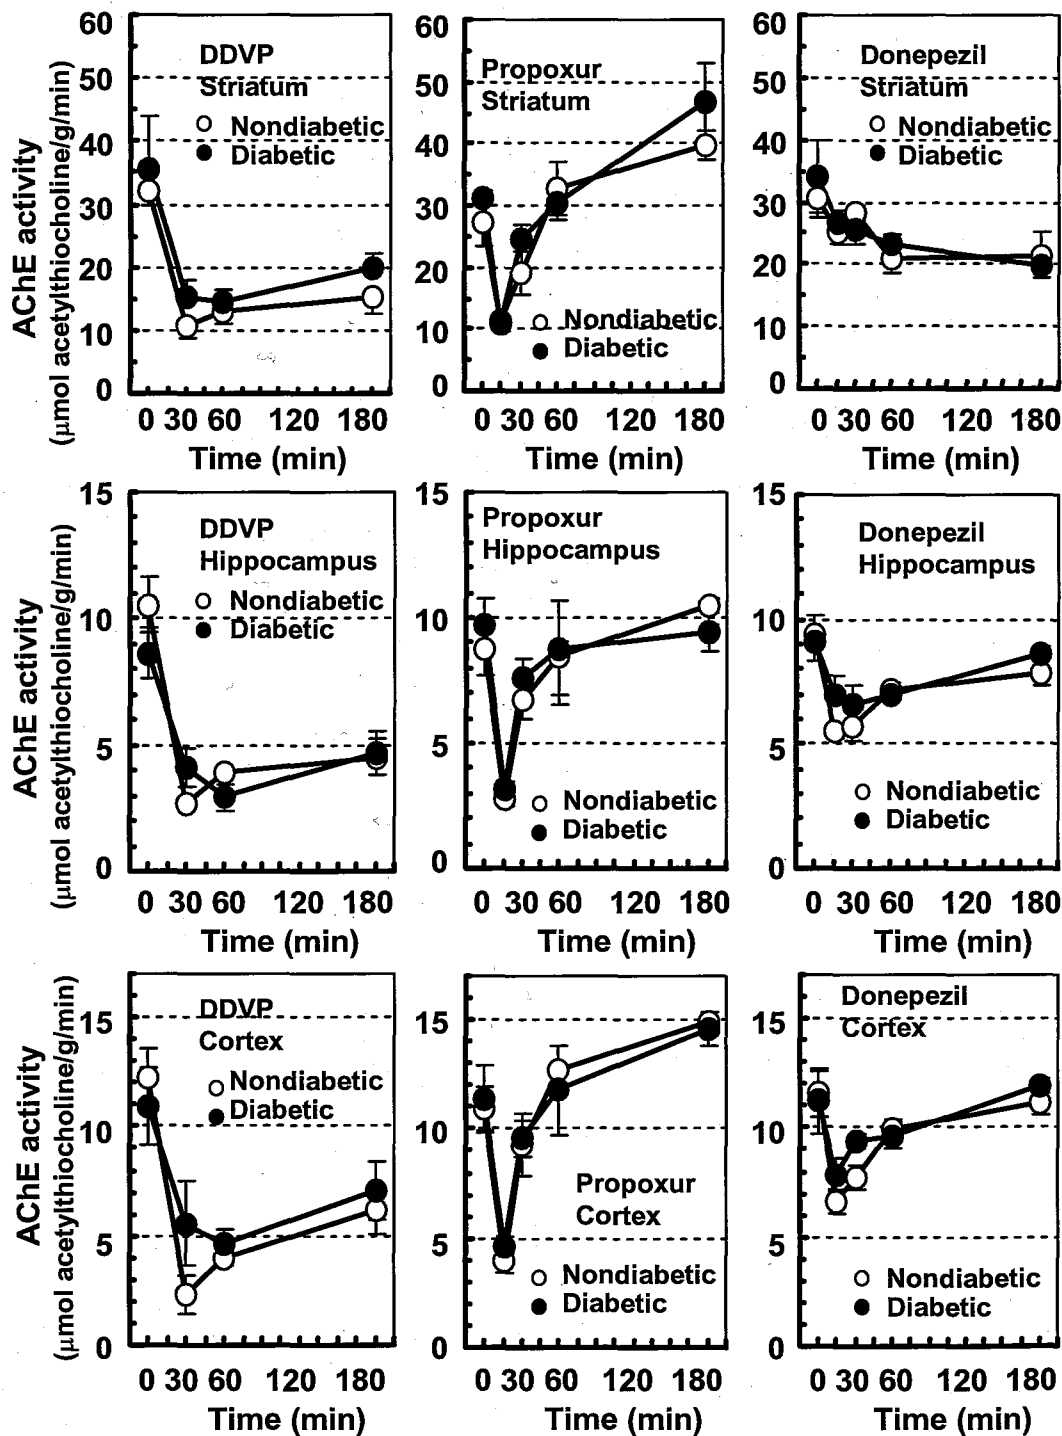 AChE activity
(μmol acetylthiocholine/g/min)
60
50
40
30
20
10
0
DDVP
Striatum
Nondiabetic
Diabetic
0 30 60 120 180
Time (min)
60
50
40
30
20
10
0
Propoxur
Striatum
Nondiabetic
Diabetic
0 30 60 120 180
Time (min)
60
50
40
30
20
10
0
Donepezil
Striatum
Nondiabetic
Diabetic
0 30 60 120 180
Time (min)
AChE activity
(μmol acetylthiocholine/g/min)
15
10
5
0
DDVP
Hippocampus
Nondiabetic
Diabetic
0 30 60 120 180
Time (min)
15
10
5
0
Propoxur
Hippocampus
Nondiabetic
Diabetic
0 30 60 120 180
Time (min)
15
10
5
0
Donepezil
Hippocampus
Nondiabetic
Diabetic
0 30 60 120 180
Time (min)
AChE activity
(μmol acetylthiocholine/g/min)
15
10
5
0
DDVP
Cortex
Nondiabetic
Diabetic
0 30 60 120 180
Time (min)
15
10
5
0
Propoxur
Cortex
Nondiabetic
Diabetic
0 30 60 120 180
Time (min)
15
10
5
0
Donepezil
Cortex
Nondiabetic
Diabetic
0 30 60 120 180
Time (min)